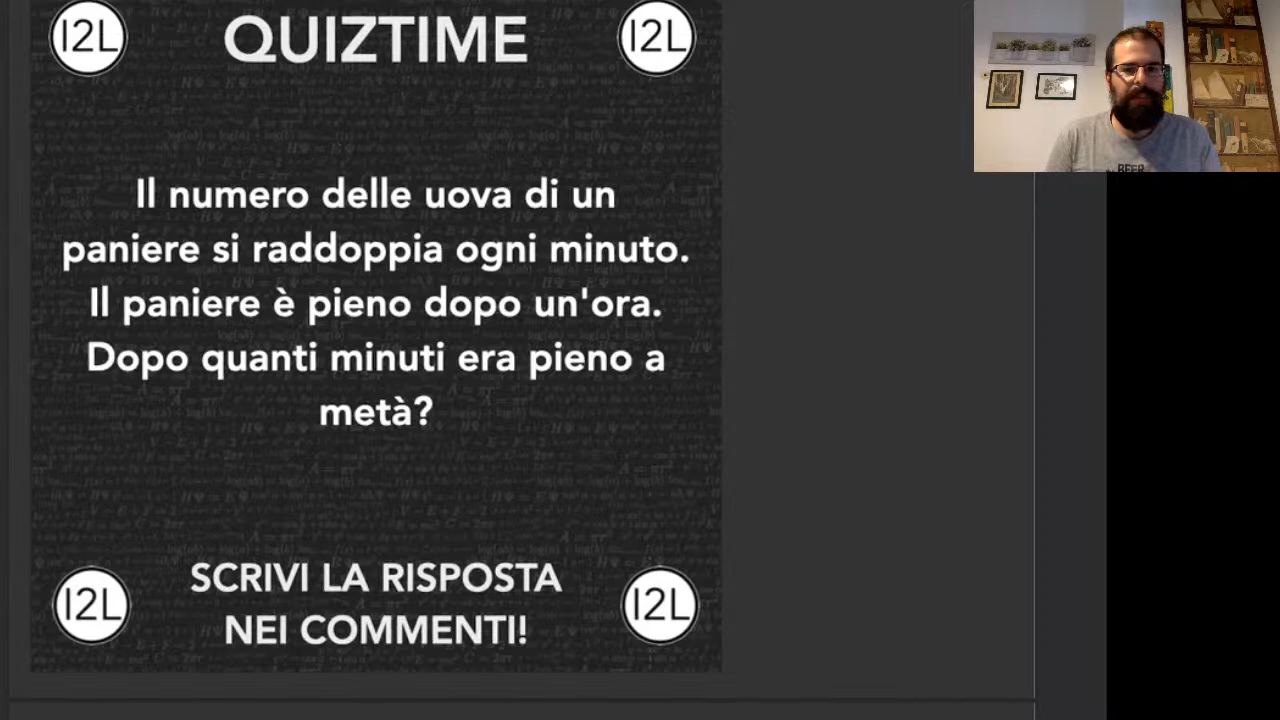 I2L QUIZTIME I2L
Il numero delle uova di un
paniere si raddoppia ogni minuto.
Il paniere è pieno dopo un'ora.
Dopo quanti minuti era pieno a
metà?
I2L SCRIVI LA RISPOSTA I2L
NEI COMMENTI!
BEER